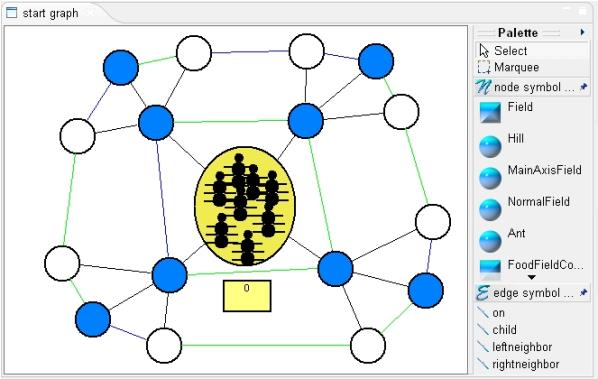 start graph
0
Palette
Select
Marquee
node symbol ...
Field
Hill
MainAxisField
NormalField
Ant
FoodFieldCo...
edge symbol ...
on
child
leftneighbor
rightneighbor